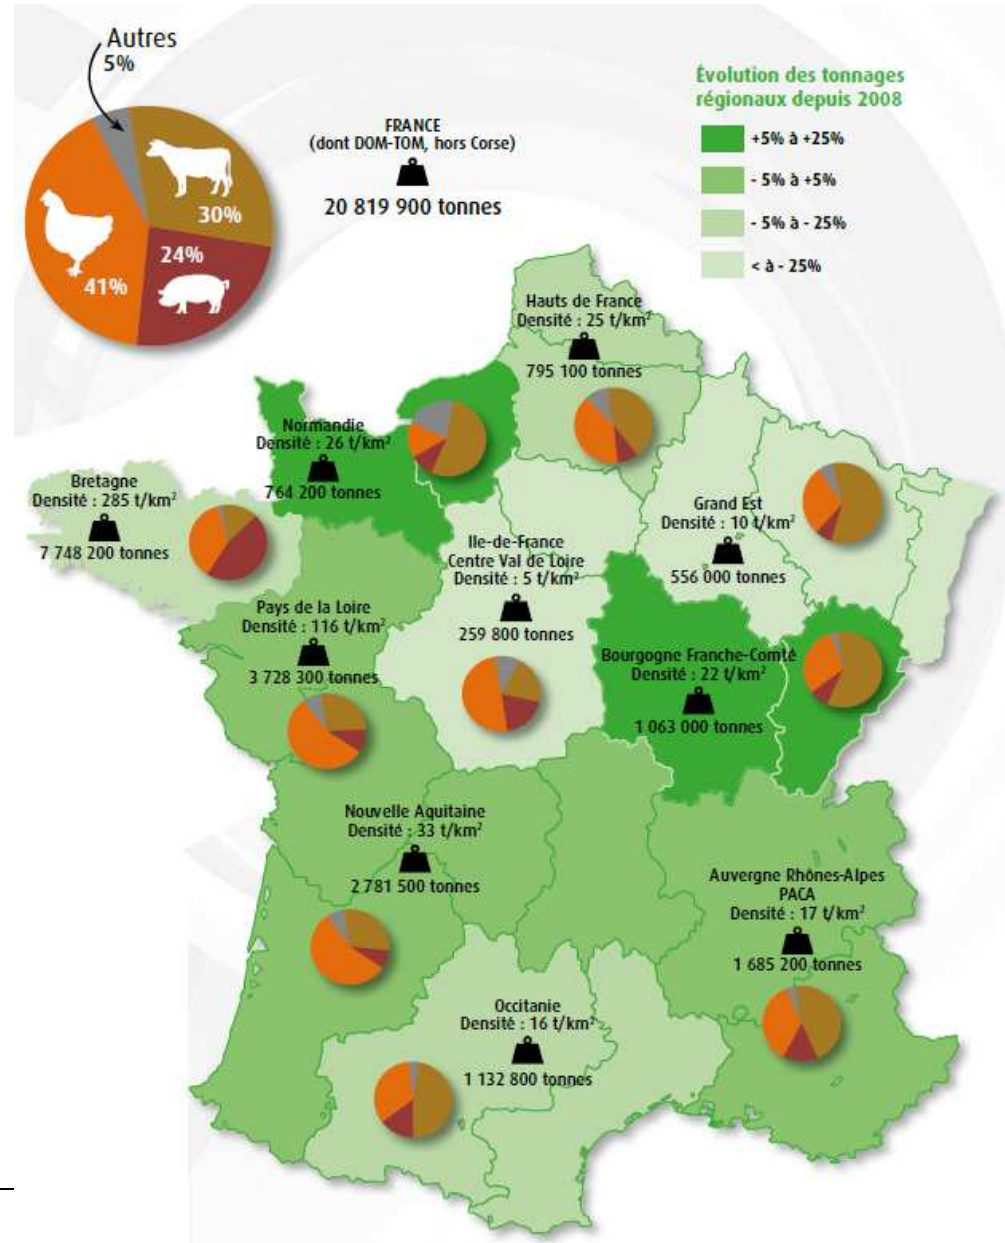 Autres
5%
30%
24%
41%
FRANCE
(dont DOM-TOM, hors Corse)
20 819 900 tonnes
Évolution des tonnages
régionaux depuis 2008
+5% à +25%
- 5% à +5%
- 5% à - 25%
< à - 25%
Hauts de France
Densité : 25 t/km²
795 100 tonnes
Normandie
Densité : 26 t/km²
764 200 tonnes
Bretagne
Densité : 285 t/km²
7 748 200 tonnes
Grand Est
Densité : 10 t/km²
556 000 tonnes
Ile-de-France
Centre Val de Loire
Densité : 5 t/km²
259 800 tonnes
Pays de la Loire
Densité : 116 t/km²
3 728 300 tonnes
Bourgogne Franche-Comté
Densité : 22 t/km²
1 063 000 tonnes
Nouvelle Aquitaine
Densité : 33 t/km²
2 781 500 tonnes
Auvergne Rhônes-Alpes
PACA
Densité : 17 t/km²
1 685 200 tonnes
Occitanie
Densité : 16 t/km²
1 132 800 tonnes